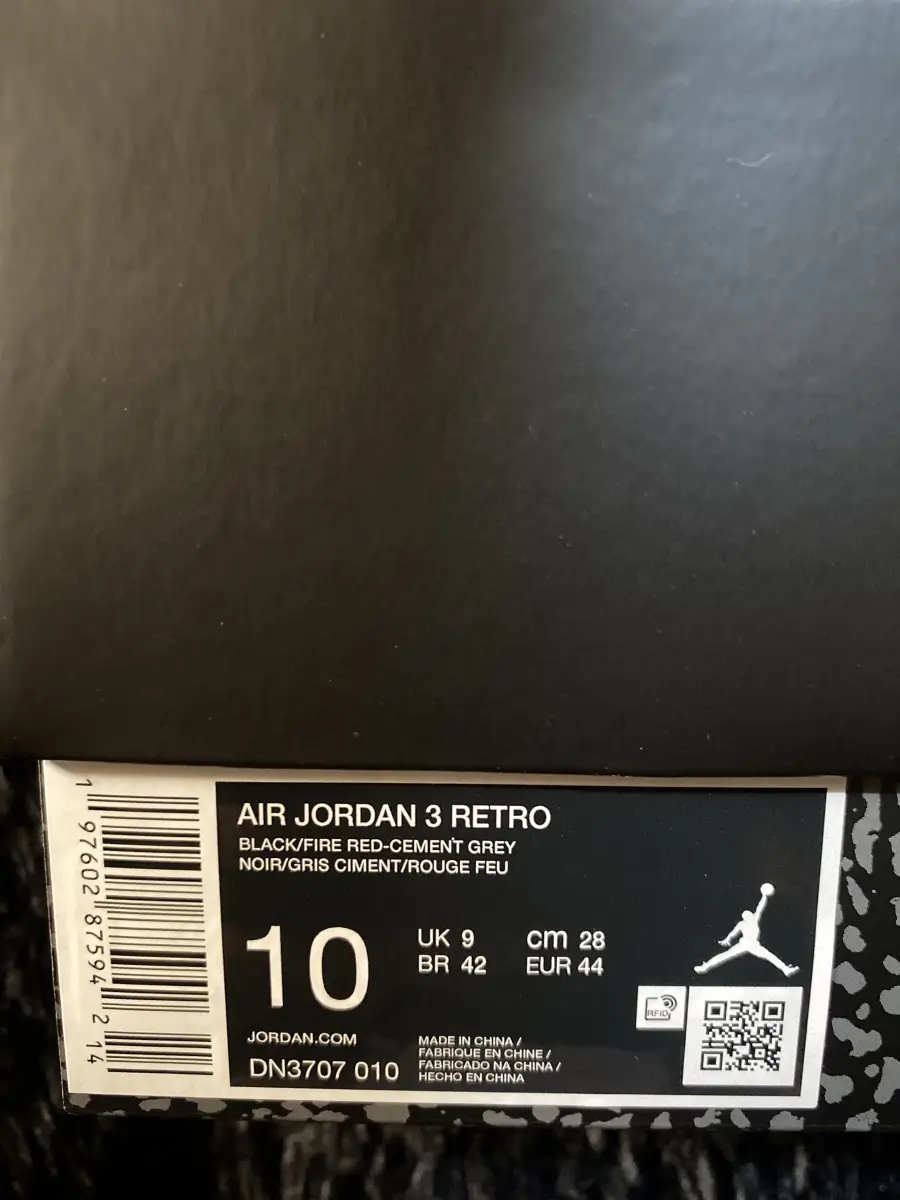 AIR JORDAN 3 RETRO
BLACK/FIRE RED-CEMENT GREY
NOIR/GRIS CIMENT/ROUGE FEU
10
UK 9 cm 28
BR 42 EUR 44
RFID
JORDAN.COM
DN3707 010
MADE IN CHINA /
FABRIQUE EN CHINE /
FABRICADO NA CHINA /
HECHO EN CHINA
1 97602 87594 2 14